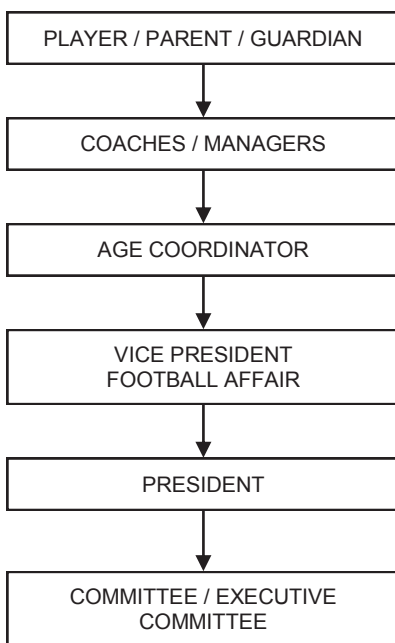 PLAYER / PARENT / GUARDIAN
COACHES / MANAGERS
AGE COORDINATOR
VICE PRESIDENT
FOOTBALL AFFAIR
PRESIDENT
COMMITTEE / EXECUTIVE
COMMITTEE